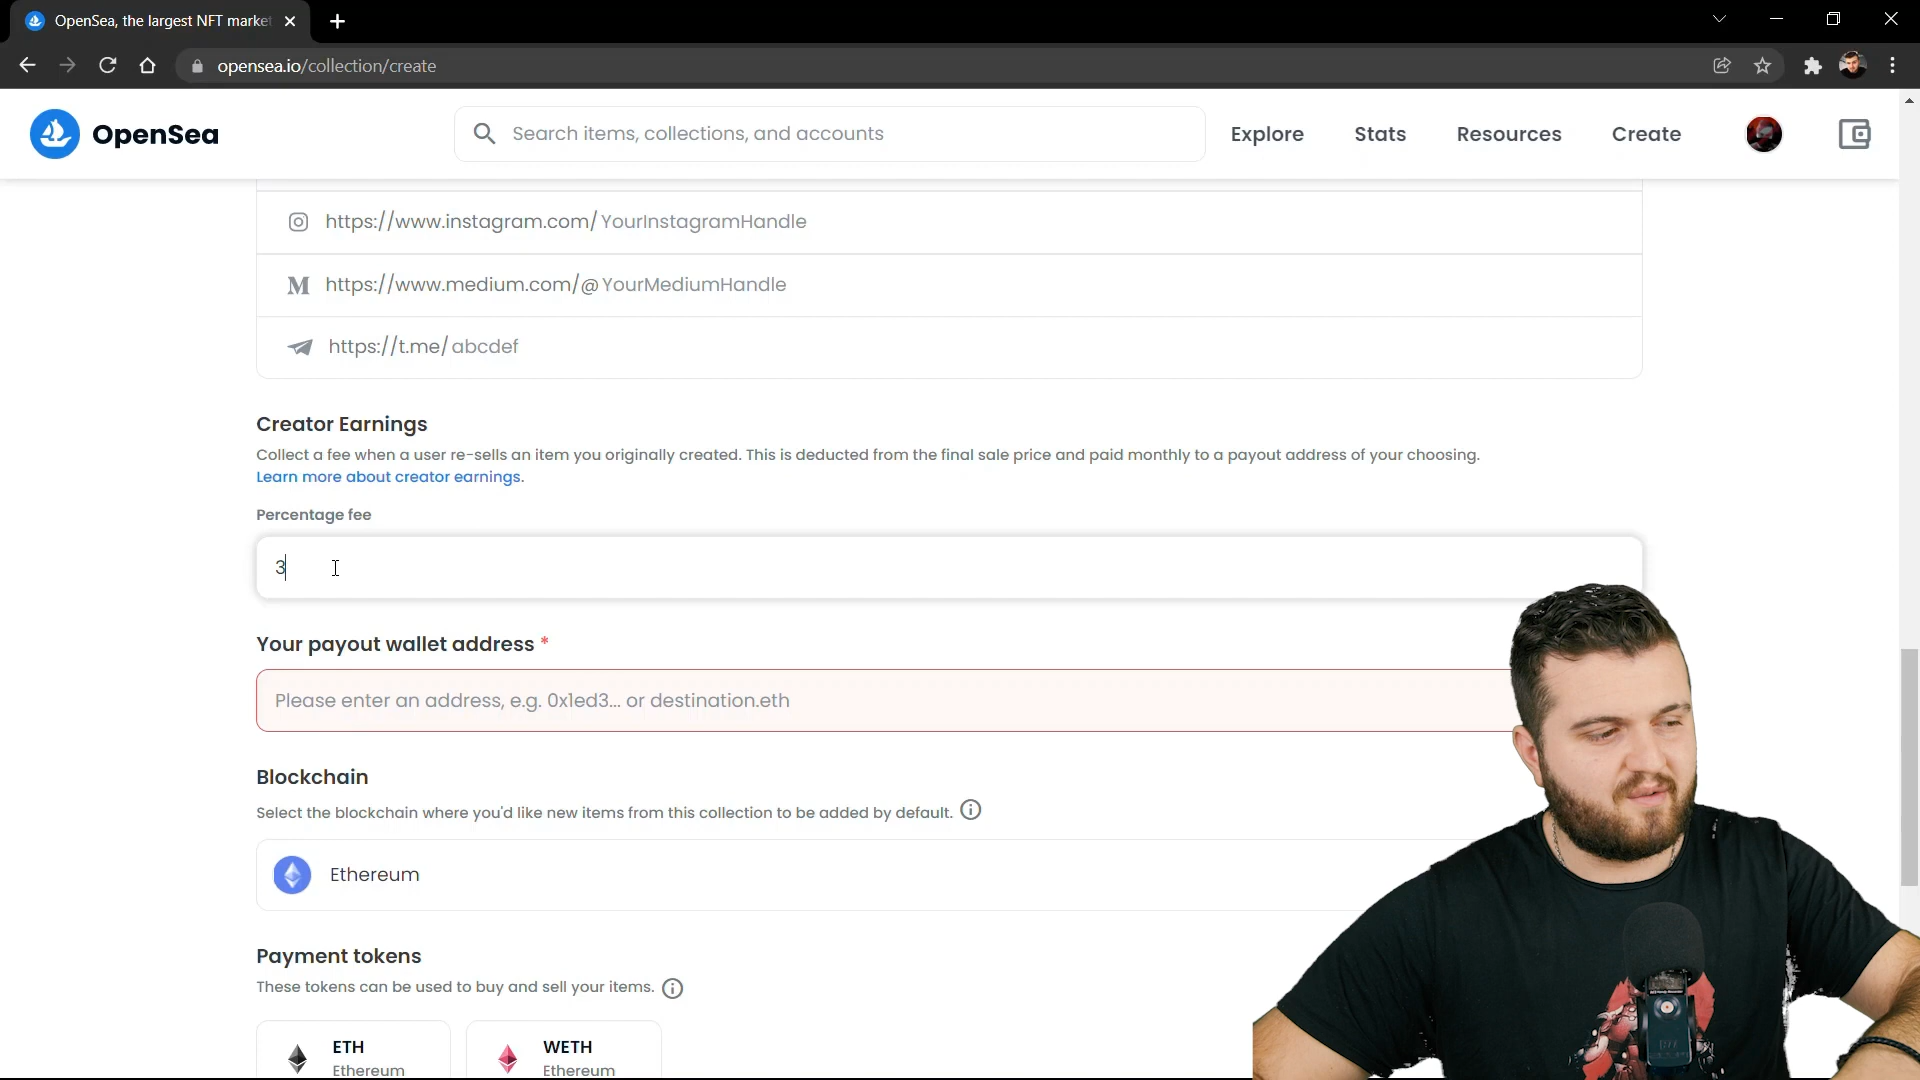 OpenSea, the largest NFT market
opensea.io/collection/create
OpenSea
Search items, collections, and accounts
Explore
Stats
Resources
Create
https://www.instagram.com/ YourInstagramHandle
https://www.medium.com/@ YourMediumHandle
https://t.me/ abcdef
Creator Earnings
Collect a fee when a user re-sells an item you originally created. This is deducted from the final sale price and paid monthly to a payout address of your choosing.
Learn more about creator earnings.
Percentage fee
3
Your payout wallet address *
Please enter an address, e.g. 0x1ed3... or destination.eth
Blockchain
Select the blockchain where you'd like new items from this collection to be added by default.
Ethereum
Payment tokens
These tokens can be used to buy and sell your items.
ETH
Ethereum
WETH
Ethereum